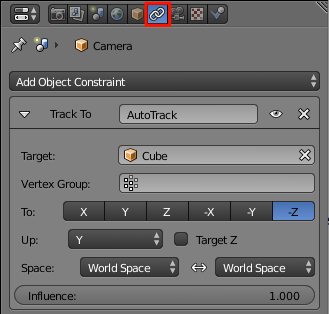 Camera
Add Object Constraint
Track To AutoTrack
Target: Cube
Vertex Group:
To: X Y Z -X -Y -Z
Up: Y Target Z
Space: World Space World Space
Influence: 1.000